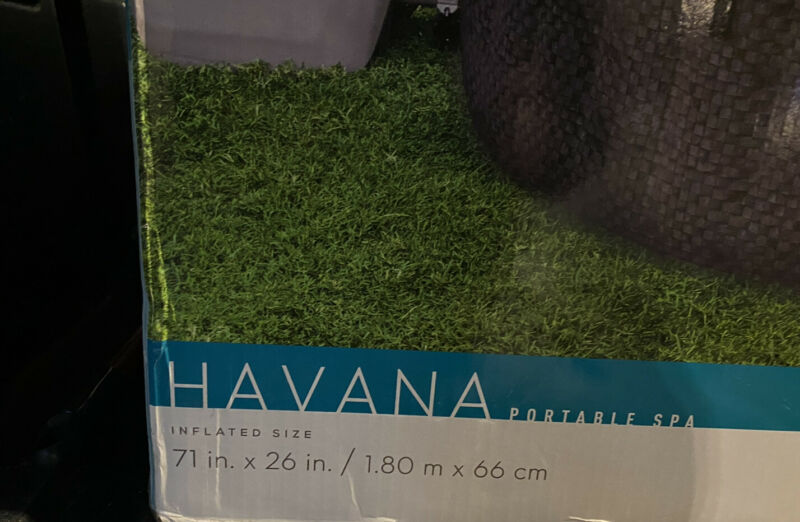 HAVANA PORTABLE SPA
INFLATED SIZE
71 in. x 26 in. / 1.80 m x 66 cm